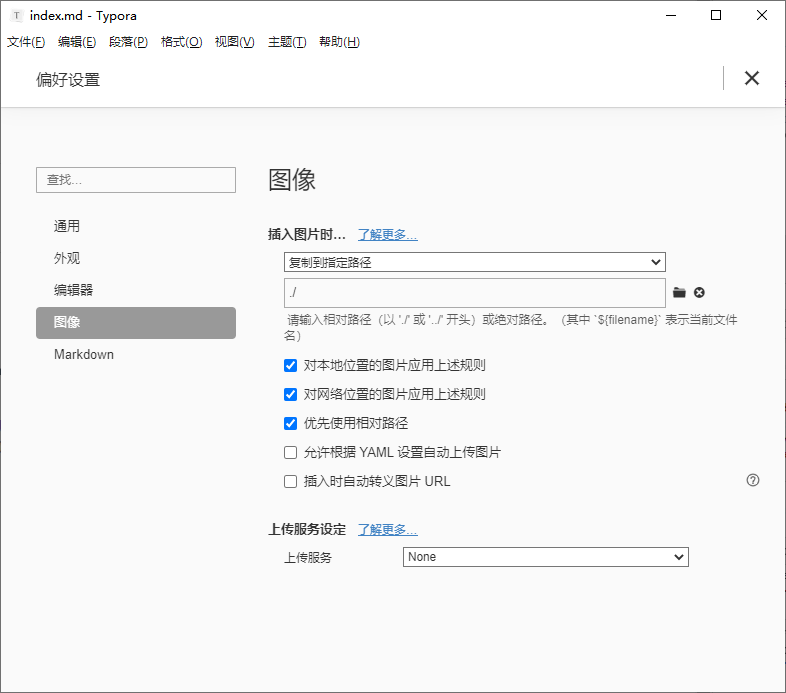 T index.md - Typora
文件(F) 编辑(E) 段落(P) 格式(O) 视图(V) 主题(T) 帮助(H)
偏好设置
查找...
通用
外观
编辑器
图像
Markdown
图像
插入图片时... 了解更多...
复制到指定路径
./
请输入相对路径（以 './' 或 '../' 开头）或绝对路径。（其中 `${filename}` 表示当前文件
名）
对本地位置的图片应用上述规则
对网络位置的图片应用上述规则
优先使用相对路径
允许根据 YAML 设置自动上传图片
插入时自动转义图片 URL
上传服务设定 了解更多...
上传服务 None